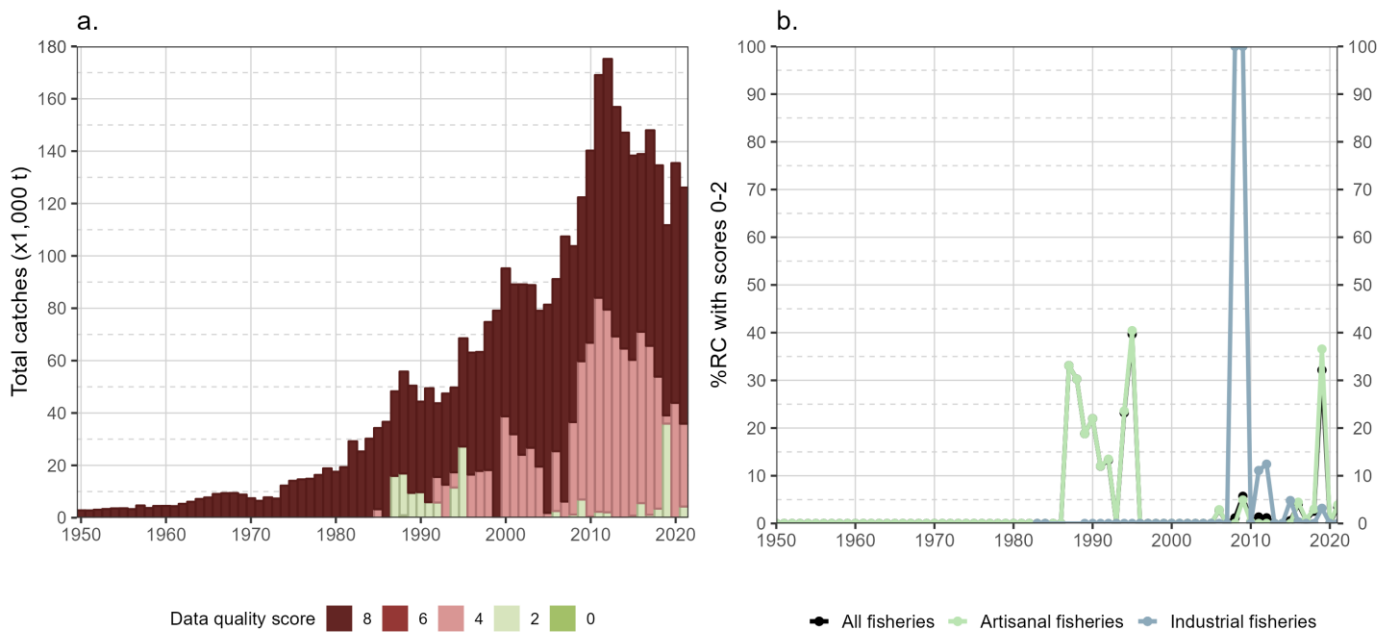 a.
Total catches (x1,000 t)
180
160
140
120
100
80
60
40
20
0
1950 1960 1970 1980 1990 2000 2010 2020
Data quality score 8 6 4 2 0
b.
%RC with scores 0-2
100 100
90 90
80 80
70 70
60 60
50 50
40 40
30 30
20 20
10 10
0 0
1950 1960 1970 1980 1990 2000 2010 2020
All fisheries Artisanal fisheries Industrial fisheries